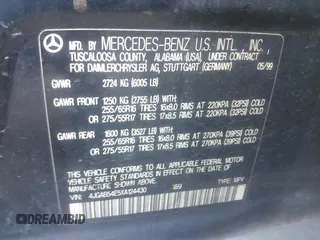 MFD. BY MERCEDES-BENZ U.S. INTL., INC.,
TUSCALOOSA COUNTY, ALABAMA (USA), UNDER CONTRACT
FOR DAIMLERCHRYSLER AG, STUTTGART (GERMANY) 05/99
GVWR 2724 KG (6005 LB)
GAWR FRONT 1250 KG (2755 LB) WITH
255/65R16 TIRES 16x8.0 RIMS AT 220KPA (32PSI) COLD
OR 275/55R17 TIRES 17x8.5 RIMS AT 220KPA (32PSI) COLD
GAWR REAR 1600 KG (3527 LB) WITH
255/65R16 TIRES 16x8.0 RIMS AT 270KPA (39PSI) COLD
OR 275/55R17 TIRES 17x8.5 RIMS AT 270KPA (39PSI) COLD
THIS VEHICLE CONFORMS TO ALL APPLICABLE FEDERAL
MOTOR VEHICLE SAFETY STANDARDS IN EFFECT ON THE DATE OF
MANUFACTURE SHOWN ABOVE.
189 TYPE: MPV
VIN: 4JGAB54E5XA124430
©BIDHISTORY